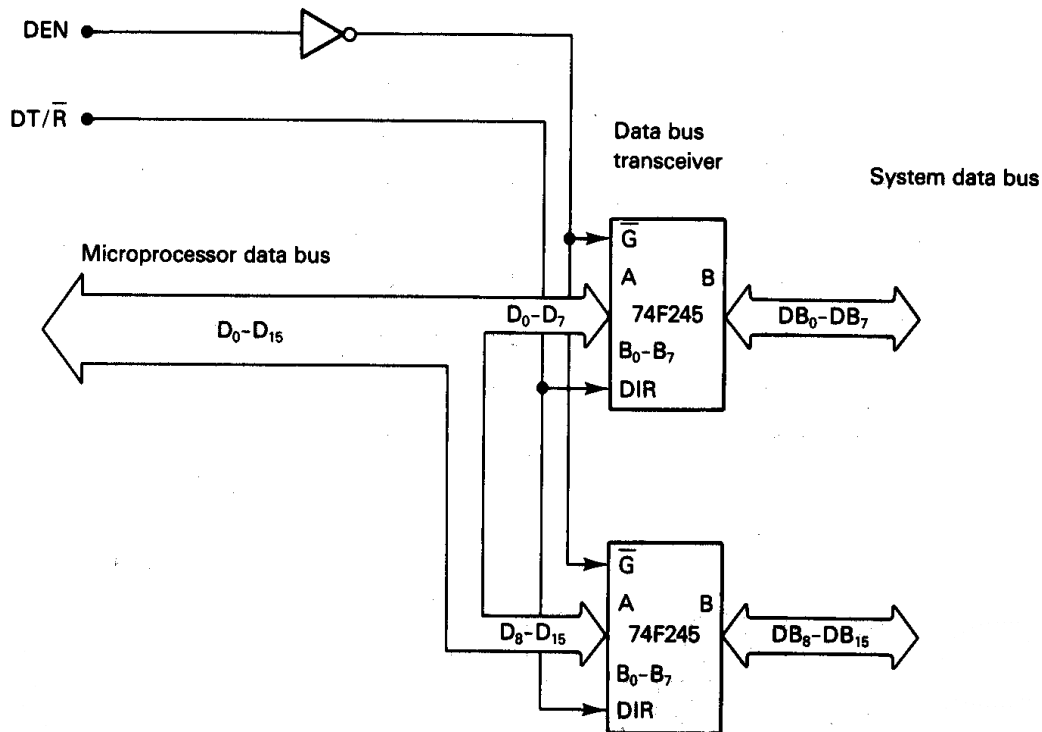 DEN
DT/R̅
Data bus
transceiver
System data bus
Microprocessor data bus
G̅
A B
D₀–D₇
74F245
DB₀–DB₇
D₀–D₁₅
B₀–B₇
DIR
G̅
A B
D₈–D₁₅
74F245
DB₈–DB₁₅
B₀–B₇
DIR